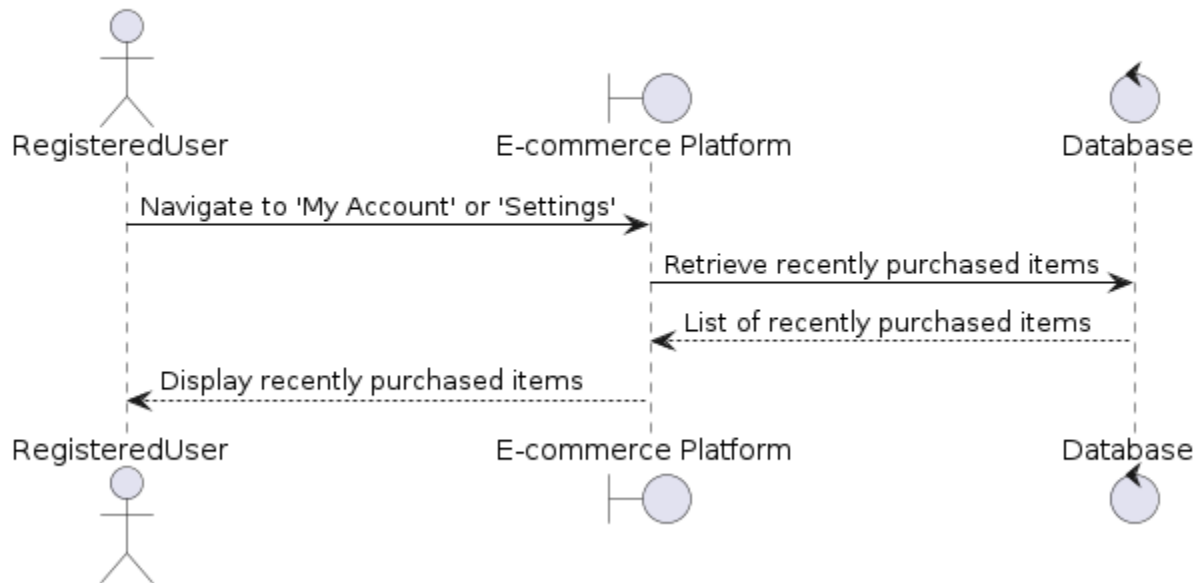 RegisteredUser
E-commerce Platform
Database
Navigate to 'My Account' or 'Settings'
Retrieve recently purchased items
List of recently purchased items
Display recently purchased items
RegisteredUser
E-commerce Platform
Database